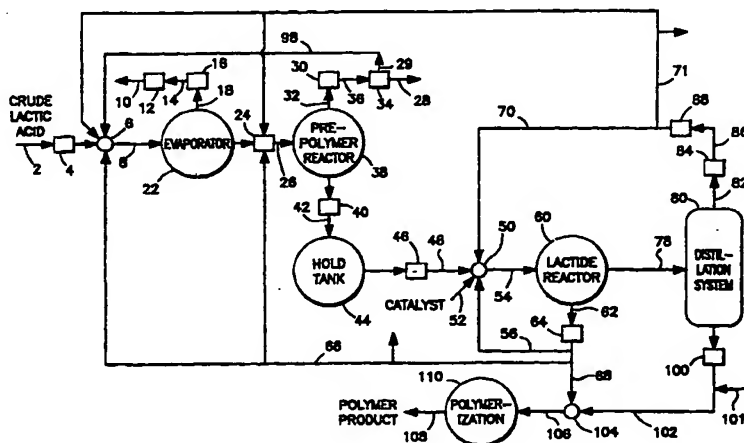 98
71
10
16
30
29
12
14
18
36
28
32
34
70
88
86
84
82
80
CRUDE
LACTIC
ACID
2
4
6
8
EVAPORATOR
22
24
26
PRE-
POLYMER
REACTOR
38
42
40
HOLD
TANK
44
46
48
50
CATALYST
52
54
56
60
LACTIDE
REACTOR
62
64
78
DISTIL-
LATION
SYSTEM
66
68
100
101
102
104
106
110
POLYMER-
IZATION
POLYMER
PRODUCT
108